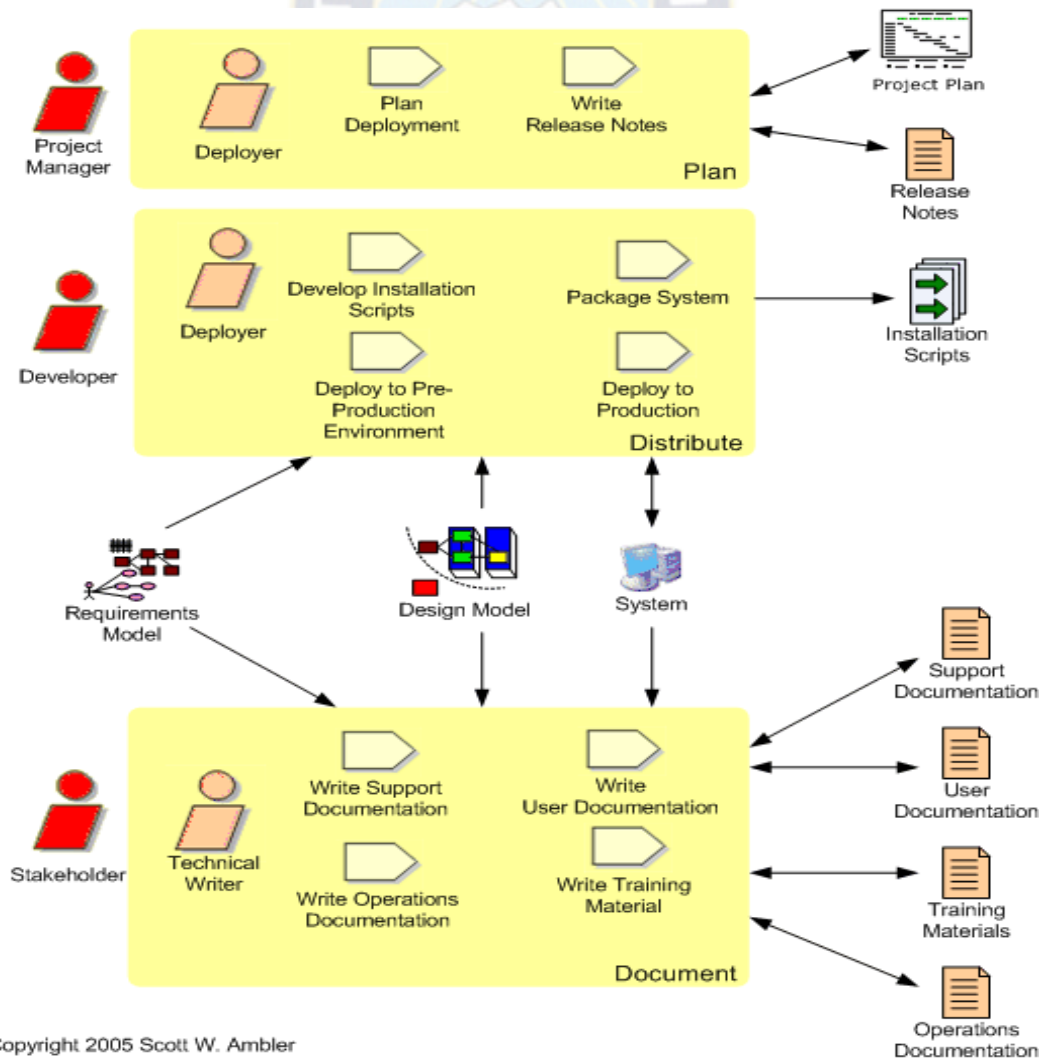 Project Plan
Project
Manager
Deployer
Plan
Deployment
Write
Release Notes
Plan
Release
Notes
Developer
Deployer
Develop Installation
Scripts
Package System
Installation
Scripts
Deploy to Pre-
Production
Environment
Deploy to
Production
Distribute
Requirements
Model
Design Model
System
Support
Documentation
Stakeholder
Technical
Writer
Write Support
Documentation
Write
User Documentation
User
Documentation
Write Operations
Documentation
Write Training
Material
Training
Materials
Document
Operations
Documentation
opyright 2005 Scott W. Ambler